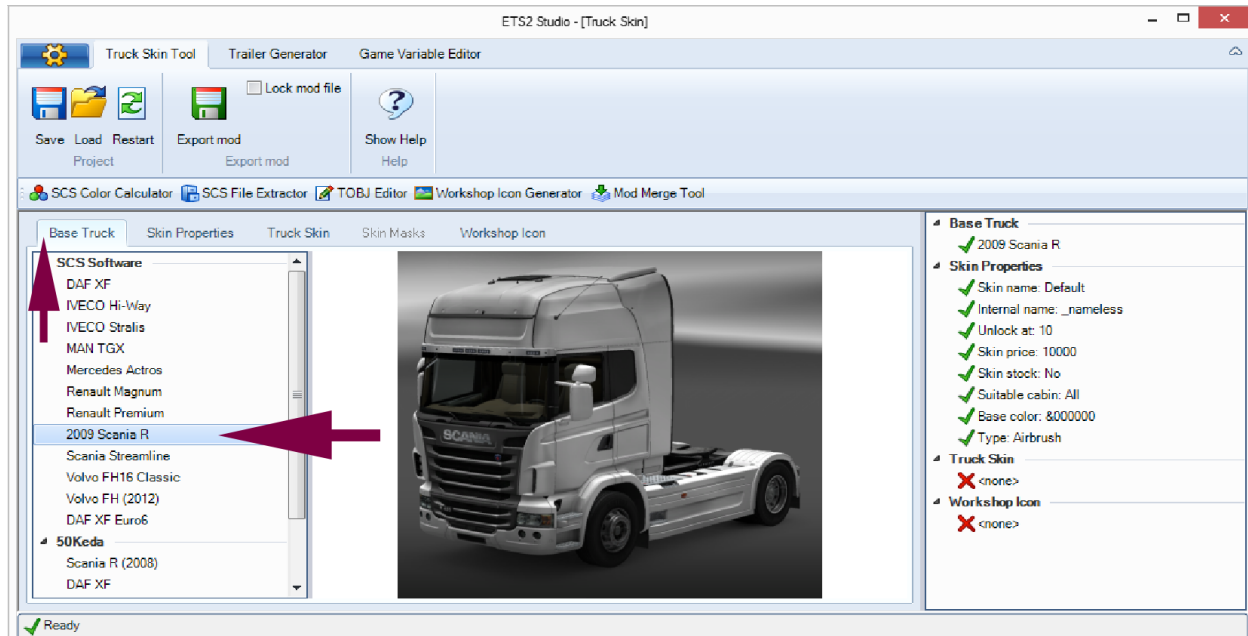 ETS2 Studio - [Truck Skin]
Truck Skin Tool Trailer Generator Game Variable Editor
Lock mod file
Save Load Restart Export mod Show Help
Project Export mod Help
SCS Color Calculator SCS File Extractor TOBJ Editor Workshop Icon Generator Mod Merge Tool
Base Truck Skin Properties Truck Skin Skin Masks Workshop Icon
SCS Software
DAF XF
IVECO Hi-Way
IVECO Stralis
MAN TGX
Mercedes Actros
Renault Magnum
Renault Premium
2009 Scania R
Scania Streamline
Volvo FH16 Classic
Volvo FH (2012)
DAF XF Euro6
50Keda
Scania R (2008)
DAF XF
SCANIA
Base Truck
2009 Scania R
Skin Properties
Skin name: Default
Internal name: _nameless
Unlock at: 10
Skin price: 10000
Skin stock: No
Suitable cabin: All
Base color: &000000
Type: Airbrush
Truck Skin
<none>
Workshop Icon
<none>
Ready